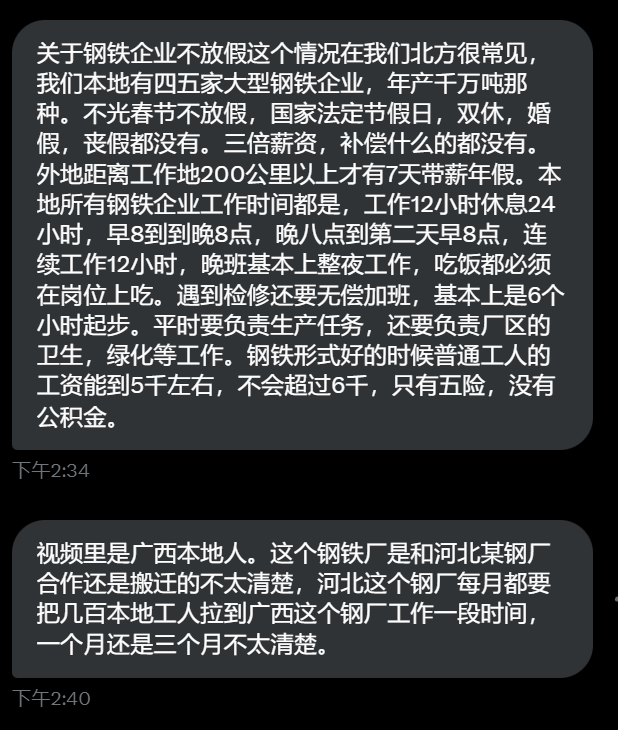 关于钢铁企业不放假这个情况在我们北方很常见，
我们本地有四五家大型钢铁企业，年产千万吨那
种。不光春节不放假，国家法定节假日，双休，婚
假，丧假都没有。三倍薪资，补偿什么的都没有。
外地距离工作地200公里以上才有7天带薪年假。本
地所有钢铁企业工作时间都是，工作12小时休息24
小时，早8到到晚8点，晚八点到第二天早8点，连
续工作12小时，晚班基本上整夜工作，吃饭都必须
在岗位上吃。遇到检修还要无偿加班，基本上是6个
小时起步。平时要负责生产任务，还要负责厂区的
卫生，绿化等工作。钢铁形式好的时候普通工人的
工资能到5千左右，不会超过6千，只有五险，没有
公积金。
下午2:34
视频里是广西本地人。这个钢铁厂是和河北某钢厂
合作还是搬迁的不太清楚，河北这个钢厂每月都要
把几百本地工人拉到广西这个钢厂工作一段时间，
一个月还是三个月不太清楚。
下午2:40